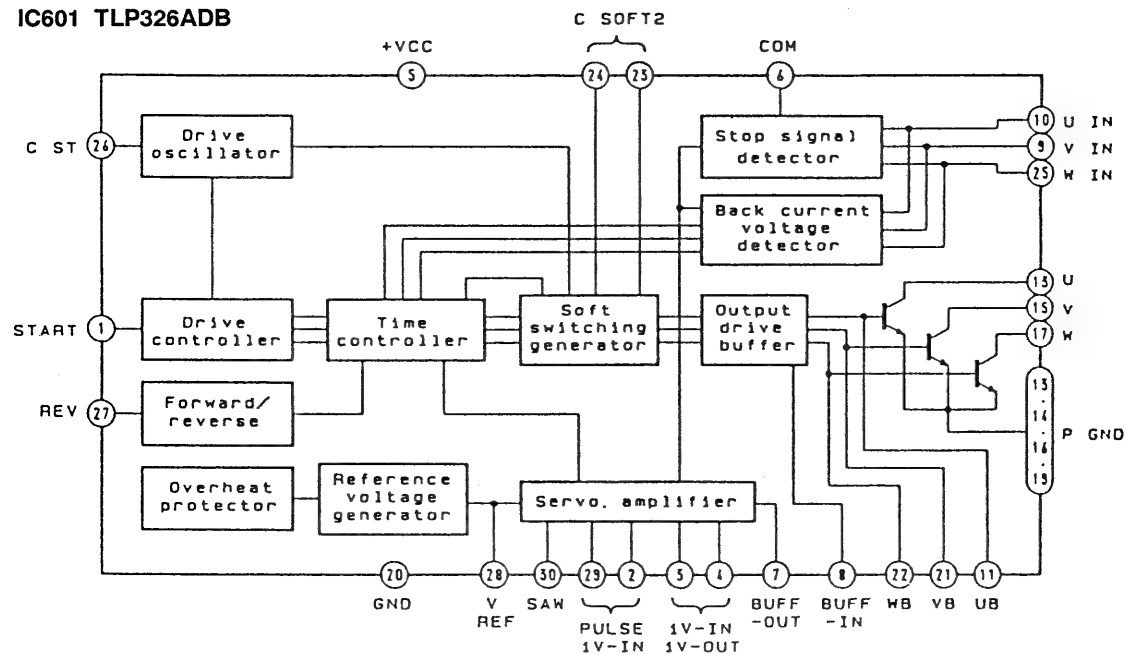 IC601 TLP326ADB
C SOFT2
+VCC
COM
5
24
23
6
C ST
26
Drive
oscillator
Stop signal
detector
10
U IN
9
V IN
25
W IN
Back current
voltage
detector
START
1
Drive
controller
Time
controller
Soft
switching
generator
Output
drive
buffer
U
15
V
17
W
13
.
14
.
16
.
P GND
REV
27
Forward/
reverse
Overheat
protector
Reference
voltage
generator
Servo. amplifier
20
28
30
29
2
4
7
8
22
21
11
GND
V
REF
SAW
PULSE
1V-IN
1V-IN
1V-OUT
BUFF
-OUT
BUFF
-IN
WB
VB
UB